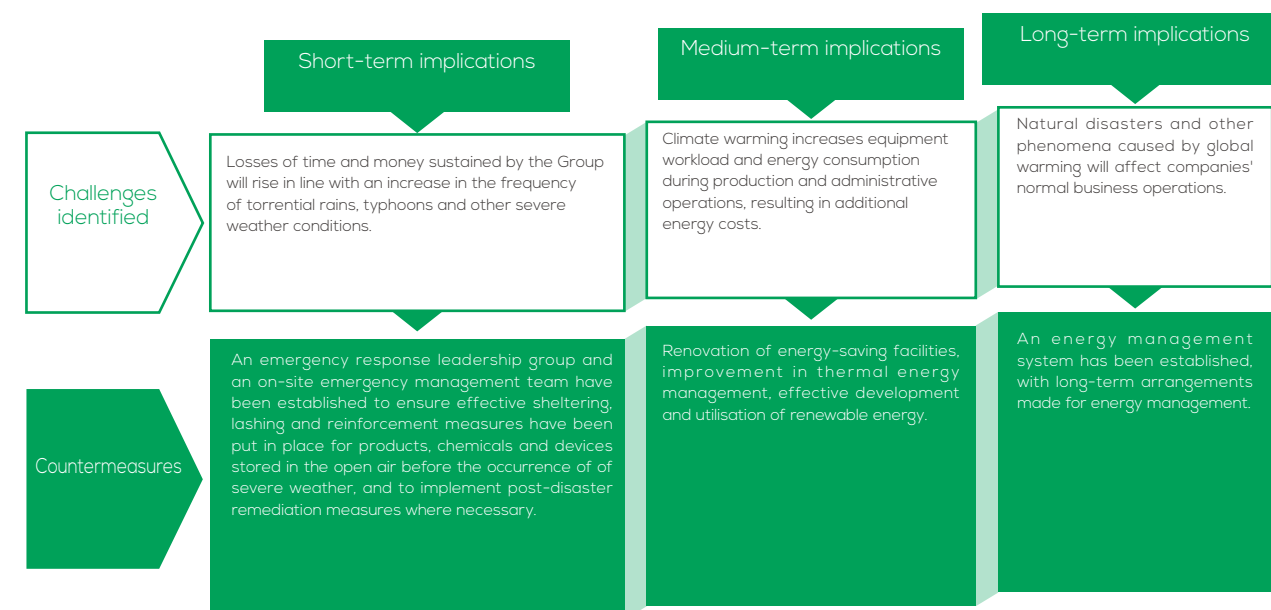 Short-term implications
Medium-term implications
Long-term implications
Challenges
identified
Losses of time and money sustained by the Group
will rise in line with an increase in the frequency
of torrential rains, typhoons and other severe
weather conditions.
Climate warming increases equipment
workload and energy consumption
during production and administrative
operations, resulting in additional
energy costs.
Natural disasters and other
phenomena caused by global
warming will affect companies'
normal business operations.
Countermeasures
An emergency response leadership group and
an on-site emergency management team have
been established to ensure effective sheltering,
lashing and reinforcement measures have been
put in place for products, chemicals and devices
stored in the open air before the occurrence of of
severe weather, and to implement post-disaster
remediation measures where necessary.
Renovation of energy-saving facilities,
improvement in thermal energy
management, effective development
and utilisation of renewable energy.
An energy management
system has been established,
with long-term arrangements
made for energy management.